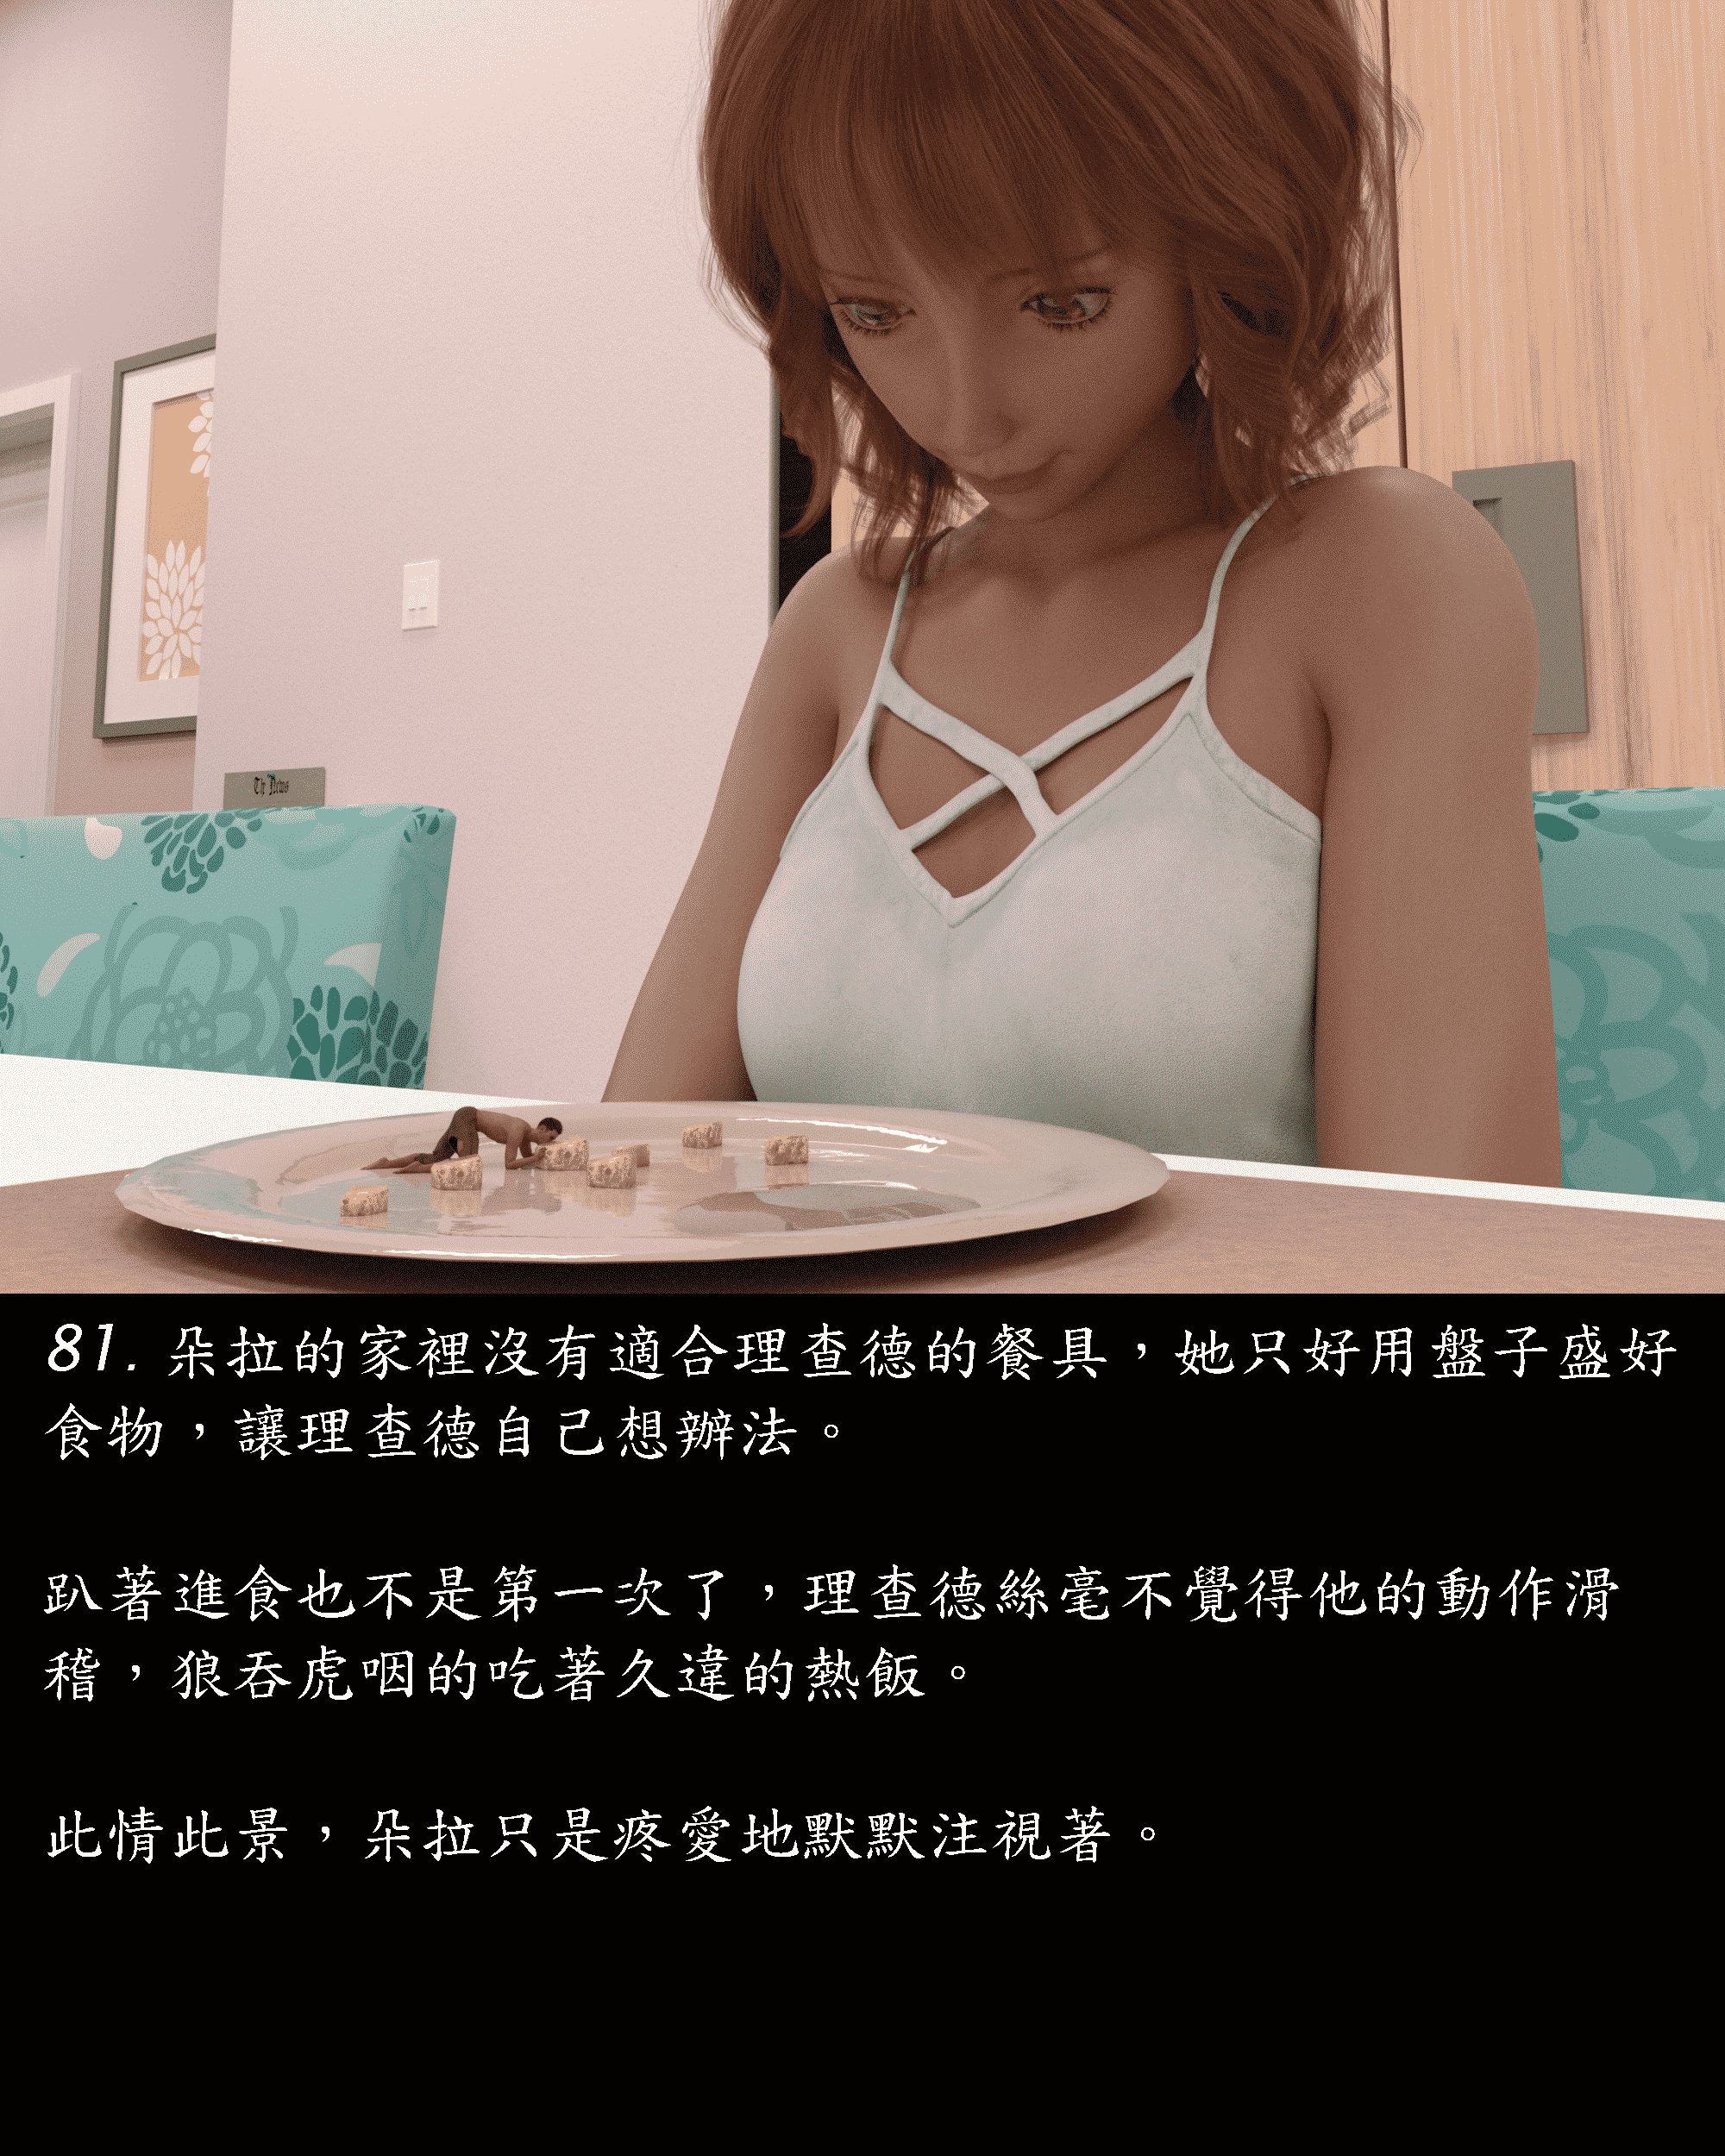 The News
81. 朵拉的家裡沒有適合理查德的餐具，她只好用盤子盛好
食物，讓理查德自己想辦法。
趴著進食也不是第一次了，理查德絲毫不覺得他的動作滑
稽，狼吞虎咽的吃著久違的熱飯。
此情此景，朵拉只是疼愛地默默注視著。